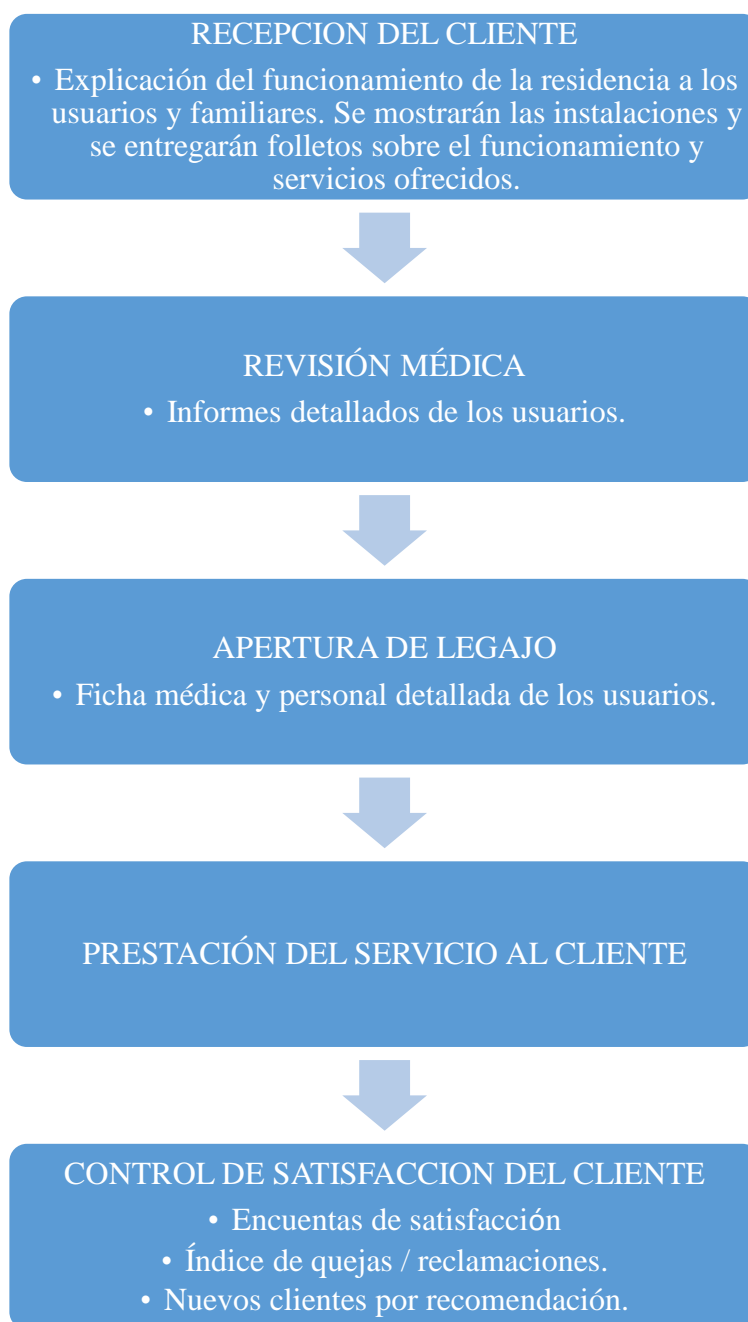 RECEPCION DEL CLIENTE
• Explicación del funcionamiento de la residencia a los
usuarios y familiares. Se mostrarán las instalaciones y
se entregarán folletos sobre el funcionamiento y
servicios ofrecidos.
REVISIÓN MÉDICA
• Informes detallados de los usuarios.
APERTURA DE LEGAJO
• Ficha médica y personal detallada de los usuarios.
PRESTACIÓN DEL SERVICIO AL CLIENTE
CONTROL DE SATISFACCION DEL CLIENTE
• Encuentas de satisfacción
• Índice de quejas / reclamaciones.
• Nuevos clientes por recomendación.